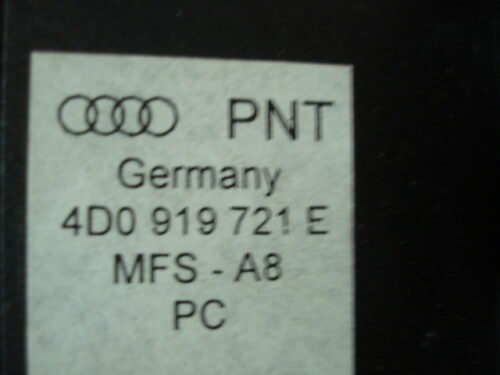 PNT
Germany
4D0 919 721 E
MFS - A8
PC